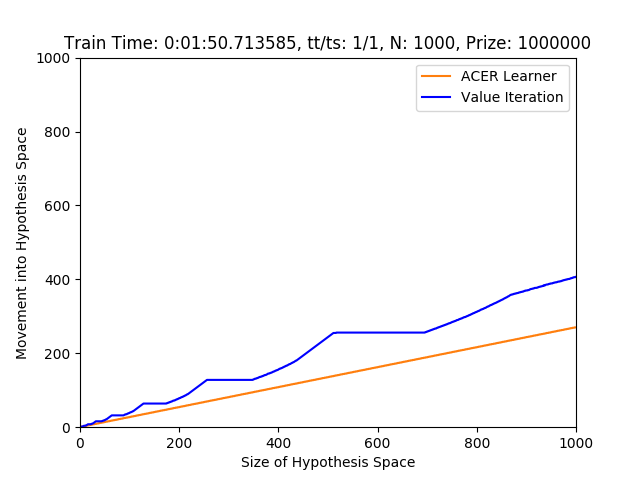 Train Time: 0:01:50.713585, tt/ts: 1/1, N: 1000, Prize: 1000000
ACER Learner
Value Iteration
Movement into Hypothesis Space
1000
800
600
400
200
0
0 200 400 600 800 1000
Size of Hypothesis Space